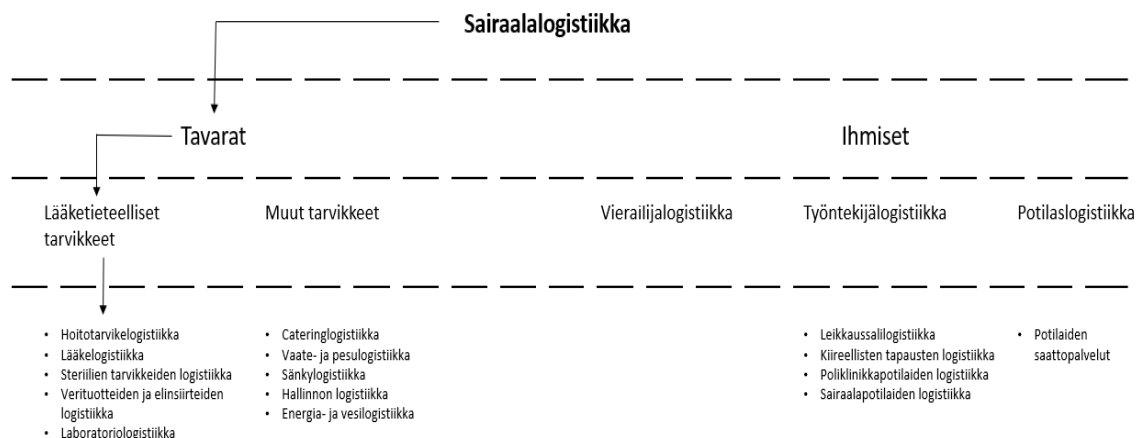 Sairaalalogistiikka
Tavarat
Ihmiset
Lääketieteelliset
tarvikkeet
Muut tarvikkeet
Vierailijalogistiikka
Työntekijälogistiikka
Potilaslogistiikka
• Hoitotarvikelogistiikka
• Lääkelogistiikka
• Steriilien tarvikkeiden logistiikka
• Verituotteiden ja elinsiirteiden
logistiikka
• Laboratoriologistiikka
• Cateringlogistiikka
• Vaate- ja pesulogistiikka
• Sänkylogistiikka
• Hallinnon logistiikka
• Energia- ja vesilogistiikka
• Leikkaussalilogistiikka
• Kiireellisten tapausten logistiikka
• Poliklinikkapotilaiden logistiikka
• Sairaalapotilaiden logistiikka
• Potilaiden
saattopalvelut